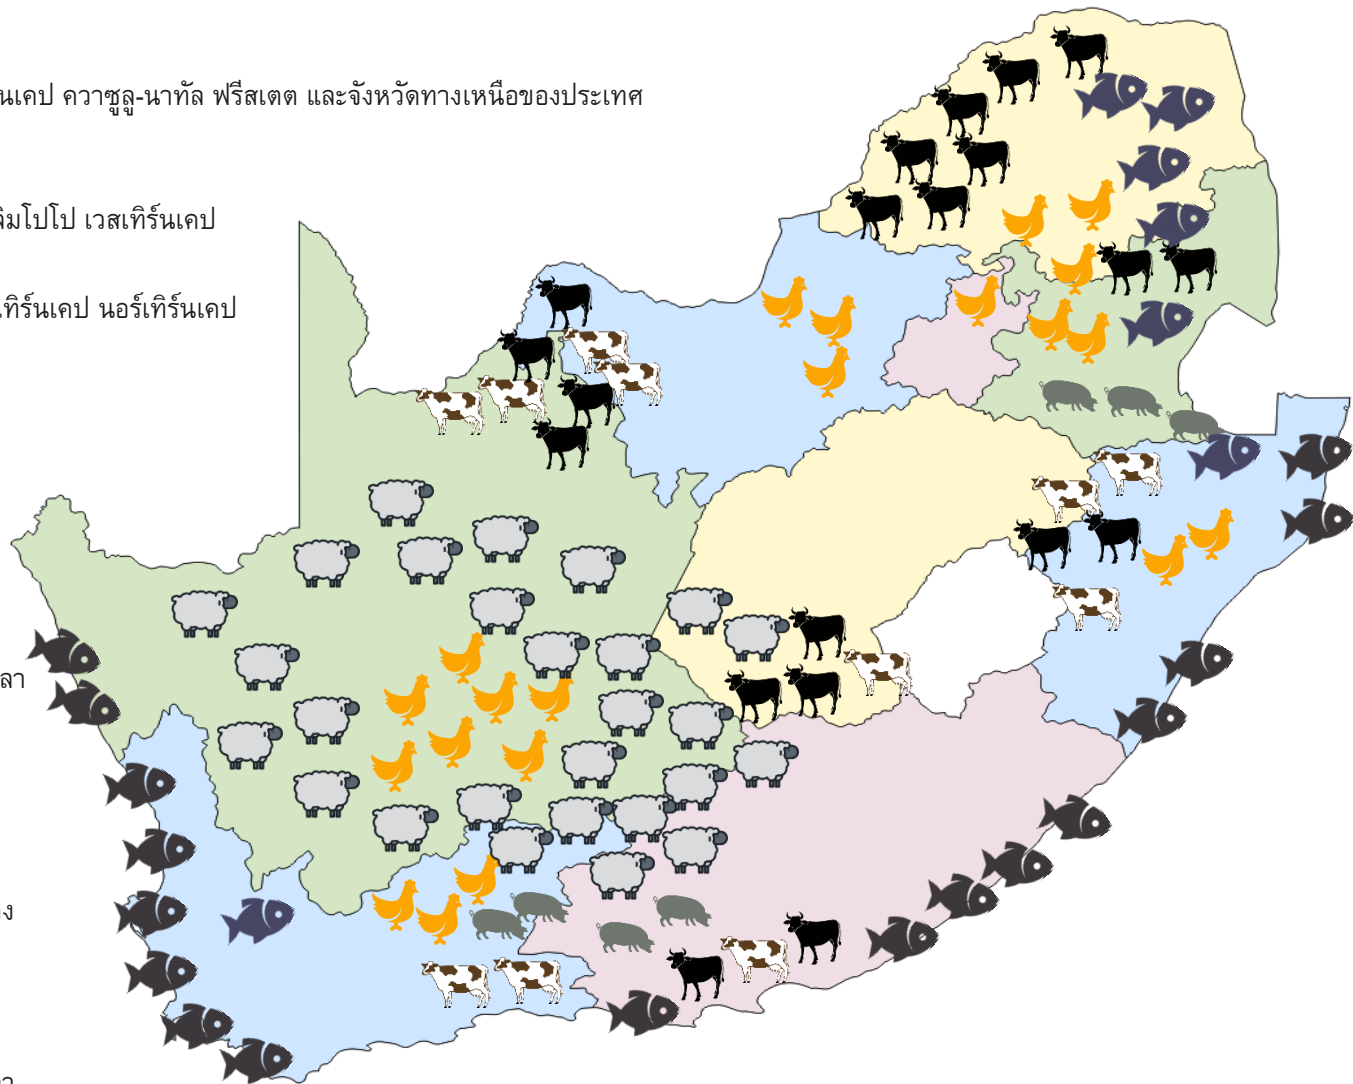 นเคป ควาซูลู-นาทัล ฟรีสเตต และจังหวัดทางเหนือของประเทศ
ลิมโปโป เวสเทิร์นเคป
เทิร์นเคป นอร์เทิร์นเคป
ลา
ง